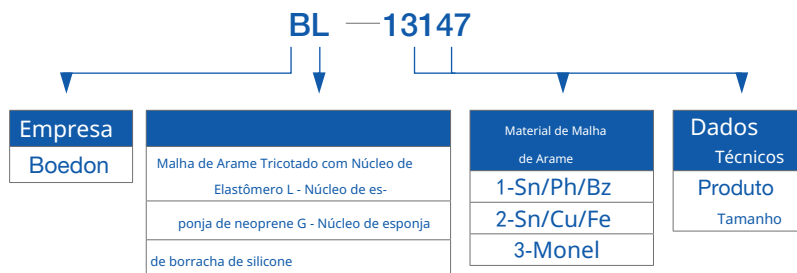 BL — 13147
Empresa
Boedon
Malha de Arame Tricotado com Núcleo de
Elastômero L - Núcleo de es-
ponja de neoprene G - Núcleo de esponja
de borracha de silicone
Material de Malha
de Arame
1-Sn/Ph/Bz
2-Sn/Cu/Fe
3-Monel
Dados
Técnicos
Produto
Tamanho